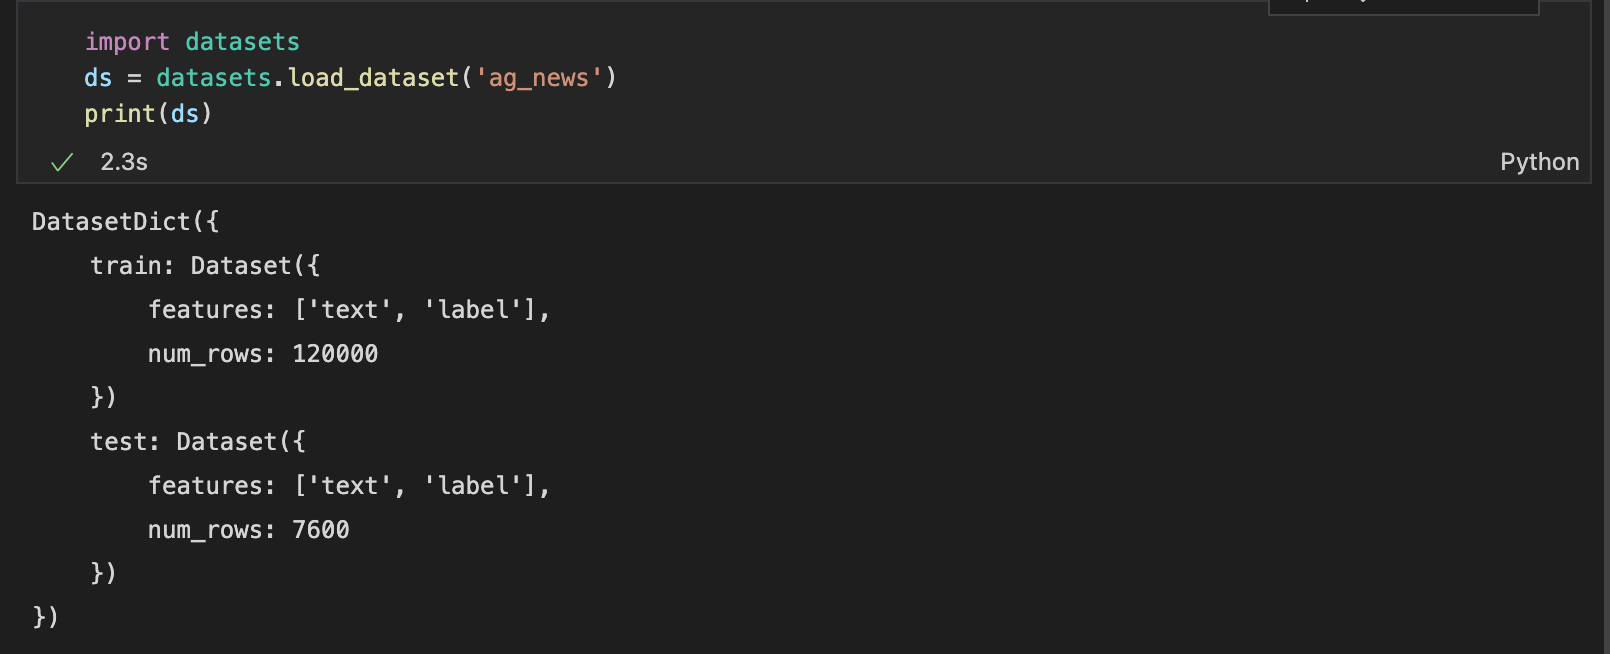 import datasets
ds = datasets.load_dataset('ag_news')
print(ds)
2.3s
Python
DatasetDict({
    train: Dataset({
        features: ['text', 'label'],
        num_rows: 120000
    })
    test: Dataset({
        features: ['text', 'label'],
        num_rows: 7600
    })
})